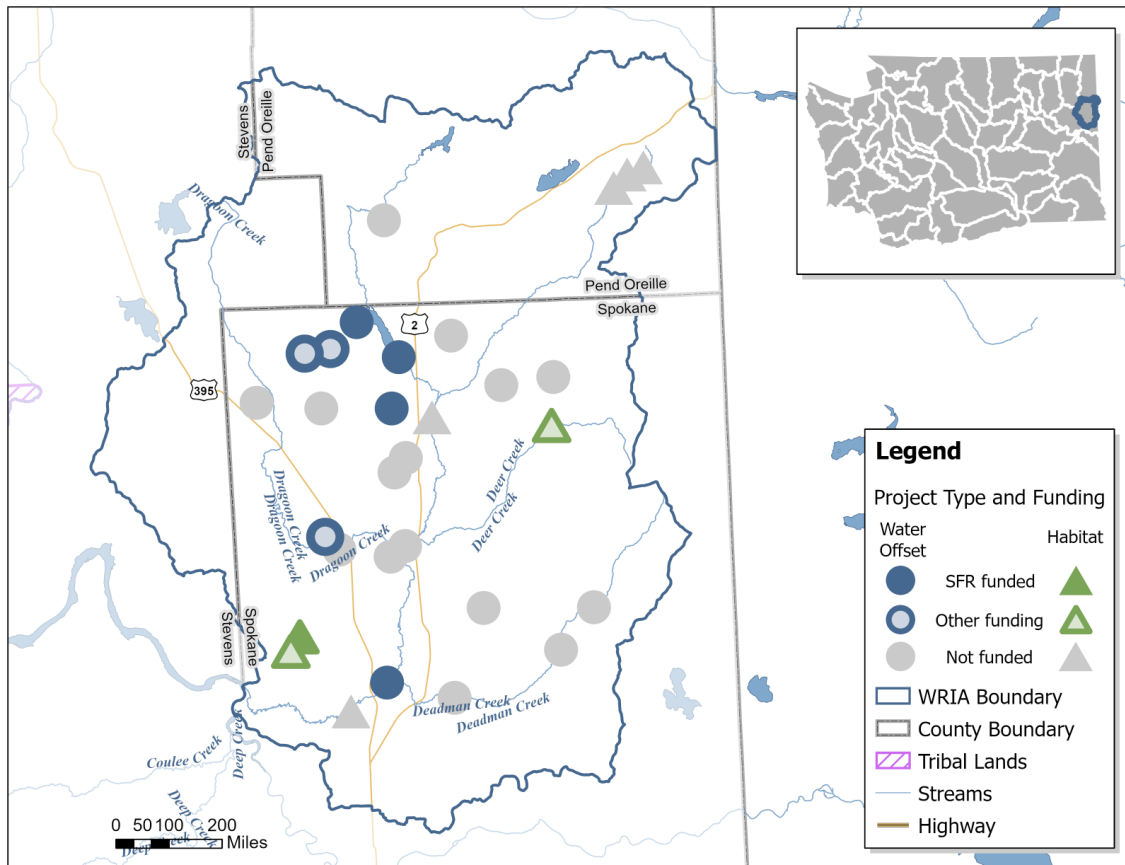 Stevens
Pend Oreille
Dragoon Creek
Pend Oreille
Spokane
2
395
Deer Creek
Deer Creek
Dragoon Creek
Dragoon Creek
Dragoon Creek
Spokane
Stevens
Deadman Creek
Deadman Creek
Coulee Creek
Deep Creek
Deep Creek
Deep Creek
0 50 100 200
Miles
Legend
Project Type and Funding
Water
Offset
Habitat
SFR funded
Other funding
Not funded
WRIA Boundary
County Boundary
Tribal Lands
Streams
Highway